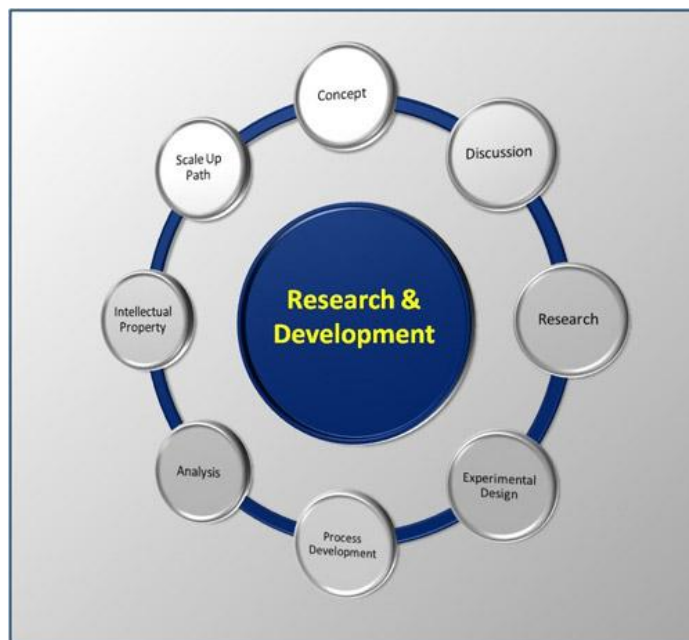 Concept
Discussion
Research
Experimental
Design
Process
Development
Analysis
Intellectual
Property
Scale Up
Path
Research &
Development